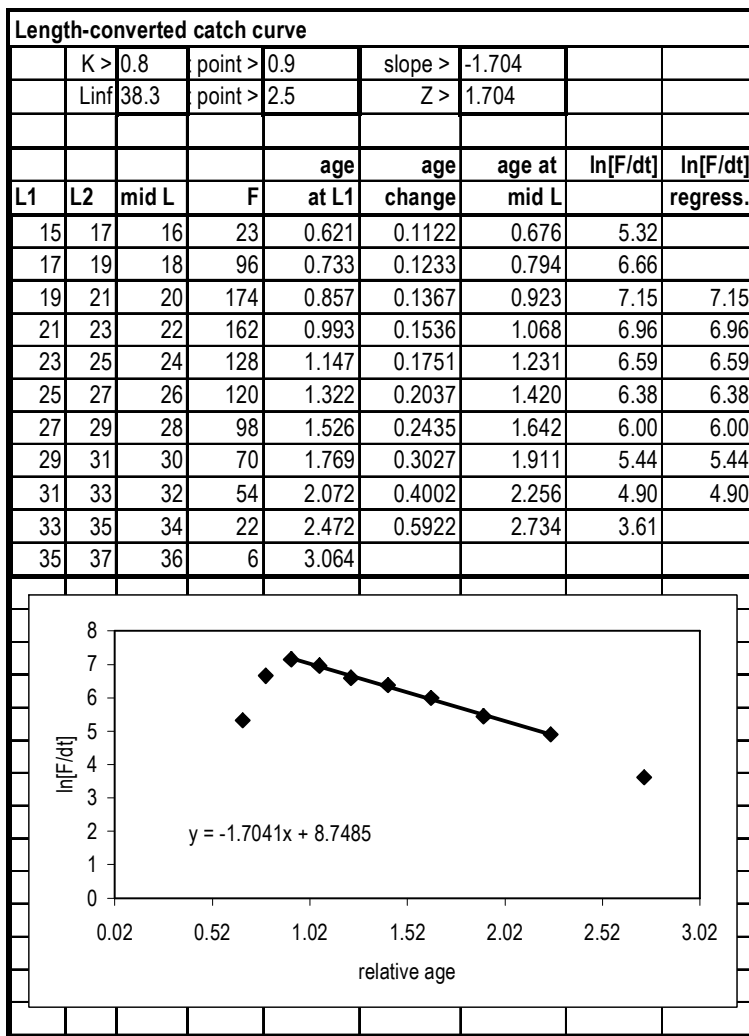 Length-converted catch curve
K > 0.8 point > 0.9 slope > -1.704
Linf 38.3 point > 2.5 Z > 1.704
age age age at ln[F/dt] ln[F/dt]
L1 L2 mid L F at L1 change mid L regress.
15 17 16 23 0.621 0.1122 0.676 5.32
17 19 18 96 0.733 0.1233 0.794 6.66
19 21 20 174 0.857 0.1367 0.923 7.15 7.15
21 23 22 162 0.993 0.1536 1.068 6.96 6.96
23 25 24 128 1.147 0.1751 1.231 6.59 6.59
25 27 26 120 1.322 0.2037 1.420 6.38 6.38
27 29 28 98 1.526 0.2435 1.642 6.00 6.00
29 31 30 70 1.769 0.3027 1.911 5.44 5.44
31 33 32 54 2.072 0.4002 2.256 4.90 4.90
33 35 34 22 2.472 0.5922 2.734 3.61
35 37 36 6 3.064
8
7
6
5
4
3
2
1
0
ln[F/dt]
y = -1.7041x + 8.7485
0.02 0.52 1.02 1.52 2.02 2.52 3.02
relative age